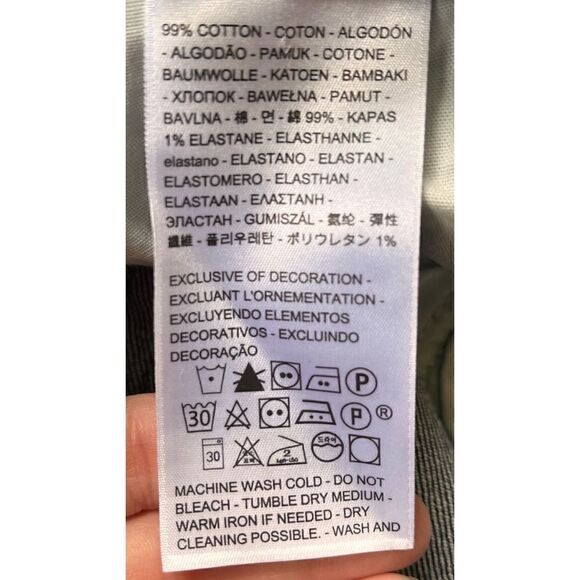 99% COTTON - COTON - ALGODÓN
- ALGODÃO - PAMUK - COTONE -
BAUMWOLLE - KATOEN - BAMBAKI
- ХЛОПОК - BAWEŁNA - PAMUT -
BAVLNA - 棉 - 면 - 綿 99% - KAPAS
1% ELASTANE - ELASTHANNE -
elastano - ELASTANO - ELASTAN -
ELASTOMERO - ELASTHAN -
ELASTAAN - ΕΛΑΣΤΑΝΗ -
ЭЛАСТАН - GUMISZÁL - 氨纶 - 彈性
纖維 - 폴리우레탄 - ポリウレタン 1%
EXCLUSIVE OF DECORATION -
EXCLUANT L'ORNEMENTATION -
EXCLUYENDO ELEMENTOS
DECORATIVOS - EXCLUINDO
DECORAÇÃO
P
30 P ®
30 2 드라이
MACHINE WASH COLD - DO NOT
BLEACH - TUMBLE DRY MEDIUM -
WARM IRON IF NEEDED - DRY
CLEANING POSSIBLE. - WASH AND